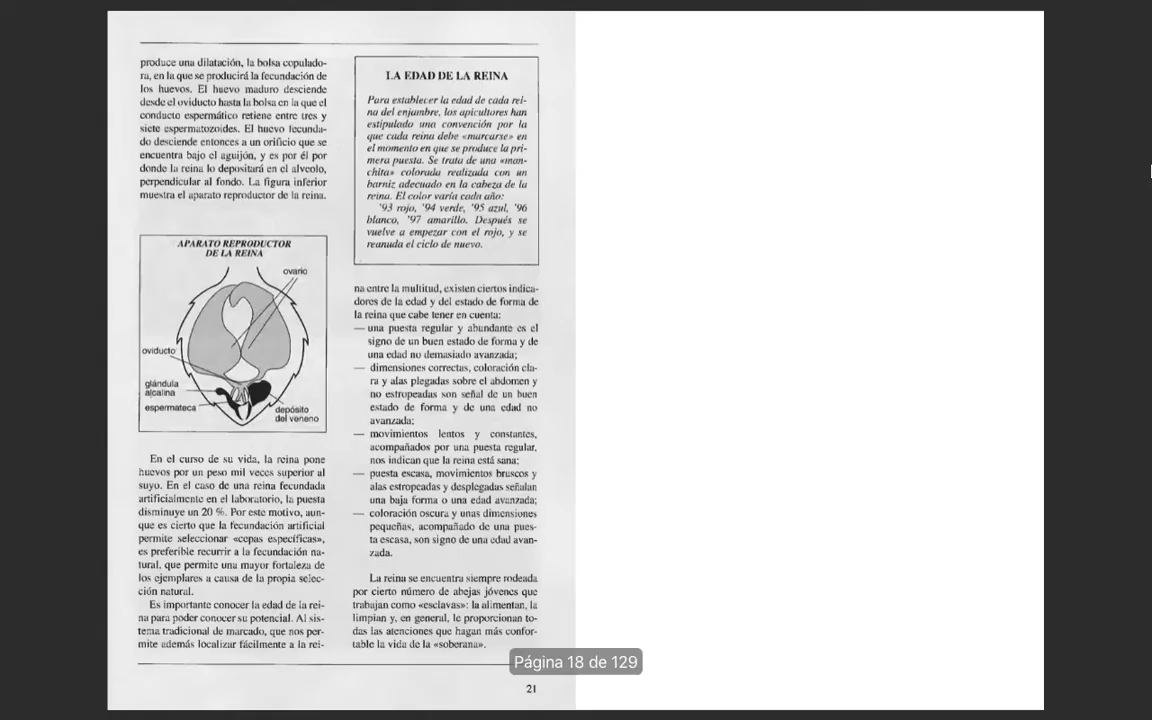 produce una dilatación, la bolsa copulado-
ra, en la que se producirá la fecundación de
los huevos. El huevo maduro desciende
desde el oviducto hasta la bolsa en la que el
conducto espermático retiene entre tres y
siete espermatozoides. El huevo fecunda-
do desciende entonces a un orificio que se
encuentra bajo el aguijón, y es por él por
donde la reina lo depositará en el alveolo,
perpendicular al fondo. La figura inferior
muestra el aparato reproductor de la reina.
APARATO REPRODUCTOR
DE LA REINA
ovario
oviducto
glándula
alcalina
espermateca
depósito
del veneno
En el curso de su vida, la reina pone
huevos por un peso mil veces superior al
suyo. En el caso de una reina fecundada
artificialmente en el laboratorio, la puesta
disminuye un 20 %. Por este motivo, aun-
que es cierto que la fecundación artificial
permite seleccionar «cepas específicas»,
es preferible recurrir a la fecundación na-
tural, que permite una mayor fortaleza de
los ejemplares a causa de la propia selec-
ción natural.
Es importante conocer la edad de la rei-
na para poder conocer su potencial. Al sis-
tema tradicional de marcado, que nos per-
mite además localizar fácilmente a la rei-
LA EDAD DE LA REINA
Para establecer la edad de cada rei-
na del enjambre, los apicultores han
estipulado una convención por la
que cada reina debe «marcarse» en
el momento en que se produce la pri-
mera puesta. Se trata de una «man-
chita» colorada realizada con un
barniz adecuado en la cabeza de la
reina. El color varía cada año:
'93 rojo, '94 verde, '95 azul, '96
blanco, '97 amarillo. Después se
vuelve a empezar con el rojo, y se
reanuda el ciclo de nuevo.
na entre la multitud, existen ciertos indica-
dores de la edad y del estado de forma de
la reina que cabe tener en cuenta:
— una puesta regular y abundante es el
signo de un buen estado de forma y de
una edad no demasiado avanzada;
— dimensiones correctas, coloración cla-
ra y alas plegadas sobre el abdomen y
no estropeadas son señal de un buen
estado de forma y de una edad no
avanzada;
— movimientos lentos y constantes,
acompañados por una puesta regular,
nos indican que la reina está sana;
— puesta escasa, movimientos bruscos y
alas estropeadas y desplegadas señalan
una baja forma o una edad avanzada;
— coloración oscura y unas dimensiones
pequeñas, acompañado de una pues-
ta escasa, son signo de una edad avan-
zada.
La reina se encuentra siempre rodeada
por cierto número de abejas jóvenes que
trabajan como «esclavas»: la alimentan, la
limpian y, en general, le proporcionan to-
das las atenciones que hagan más confor-
table la vida de la «soberana».
Página 18 de 129
21